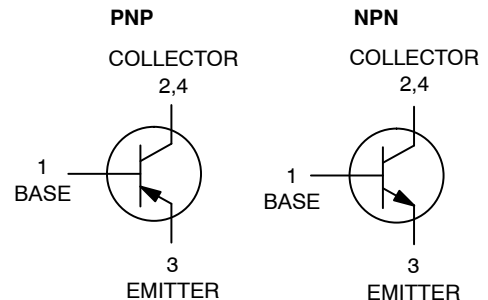 PNP
COLLECTOR
2,4
1
BASE
3
EMITTER
NPN
COLLECTOR
2,4
1
BASE
3
EMITTER